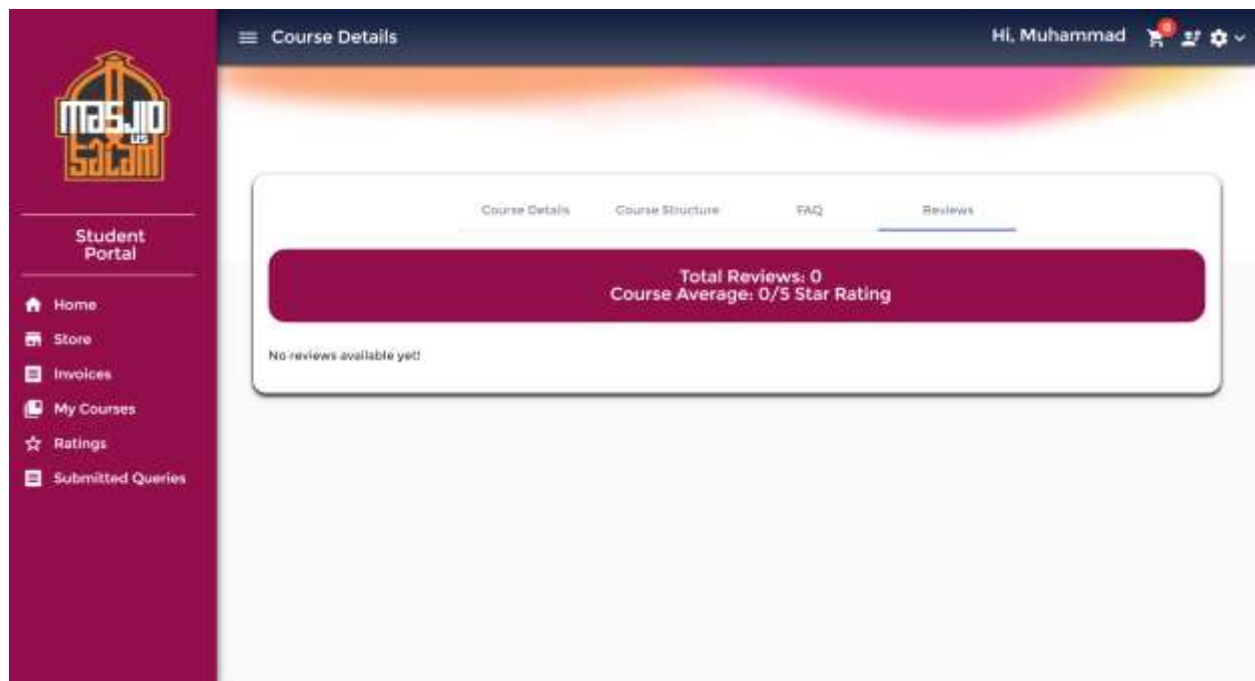 masjid
us
salam
Student
Portal
Home
Store
Invoices
My Courses
Ratings
Submitted Queries
Course Details
Hi, Muhammad
0
Course Details
Course Structure
FAQ
Reviews
Total Reviews: 0
Course Average: 0/5 Star Rating
No reviews available yet!